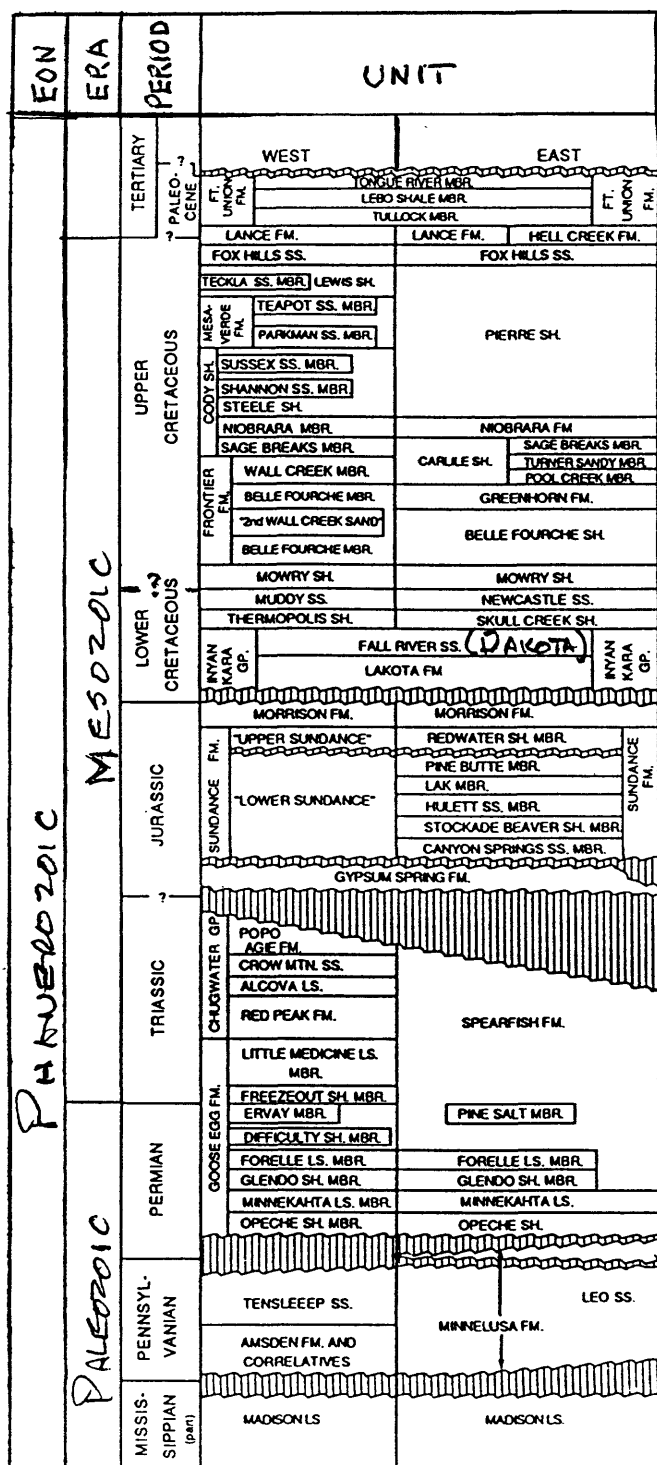 EON
ERA
PERIOD
UNIT
WEST
EAST
PHANEROZOIC
MESOZOIC
PALEOZOIC
TERTIARY
PALEO-
CENE
?
?
FT.
UNION
FM.
TONGUE RIVER MBR.
LEBO SHALE MBR.
TULLOCK MBR.
FT.
UNION
FM.
UPPER
CRETACEOUS
LANCE FM.
LANCE FM.
HELL CREEK FM.
FOX HILLS SS.
FOX HILLS SS.
TECKLA SS. MBR. LEWIS SH.
MESA-
VERDE
FM.
TEAPOT SS. MBR.
PARKMAN SS. MBR.
PIERRE SH.
CODY SH.
SUSSEX SS. MBR.
SHANNON SS. MBR.
STEELE SH.
NIOBRARA MBR.
NIOBRARA FM
SAGE BREAKS MBR.
CARLILE SH.
SAGE BREAKS MBR.
TURNER SANDY MBR.
POOL CREEK MBR.
FRONTIER
FM.
WALL CREEK MBR.
BELLE FOURCHE MBR.
"2nd WALL CREEK SAND"
BELLE FOURCHE MBR.
GREENHORN FM.
BELLE FOURCHE SH.
MOWRY SH.
MOWRY SH.
?
LOWER
CRETACEOUS
MUDDY SS.
NEWCASTLE SS.
THERMOPOLIS SH.
SKULL CREEK SH.
INYAN
KARA
GP.
FALL RIVER SS. (DAKOTA)
LAKOTA FM
INYAN
KARA
GP.
JURASSIC
MORRISON FM.
MORRISON FM.
SUNDANCE FM.
"UPPER SUNDANCE"
REDWATER SH. MBR.
"LOWER SUNDANCE"
PINE BUTTE MBR.
LAK MBR.
HULETT SS. MBR.
STOCKADE BEAVER SH. MBR.
CANYON SPRINGS SS. MBR.
SUNDANCE
FM.
GYPSUM SPRING FM.
?
TRIASSIC
CHUGWATER GP.
POPO
AGIE FM.
CROW MTN. SS.
ALCOVA LS.
RED PEAK FM.
SPEARFISH FM.
GOOSE EGG FM.
LITTLE MEDICINE LS.
MBR.
FREEZEOUT SH. MBR.
PERMIAN
ERVAY MBR.
PINE SALT MBR.
DIFFICULTY SH. MBR.
FORELLE LS. MBR.
FORELLE LS. MBR.
GLENDO SH. MBR.
GLENDO SH. MBR.
MINNEKAHTA LS. MBR.
MINNEKAHTA LS.
OPECHE SH. MBR.
OPECHE SH.
PENNSYL-
VANIAN
TENSLEEEP SS.
LEO SS.
MINNELUSA FM.
AMSDEN FM. AND
CORRELATIVES
MISSIS-
SIPPIAN
(part)
MADISON LS
MADISON LS.